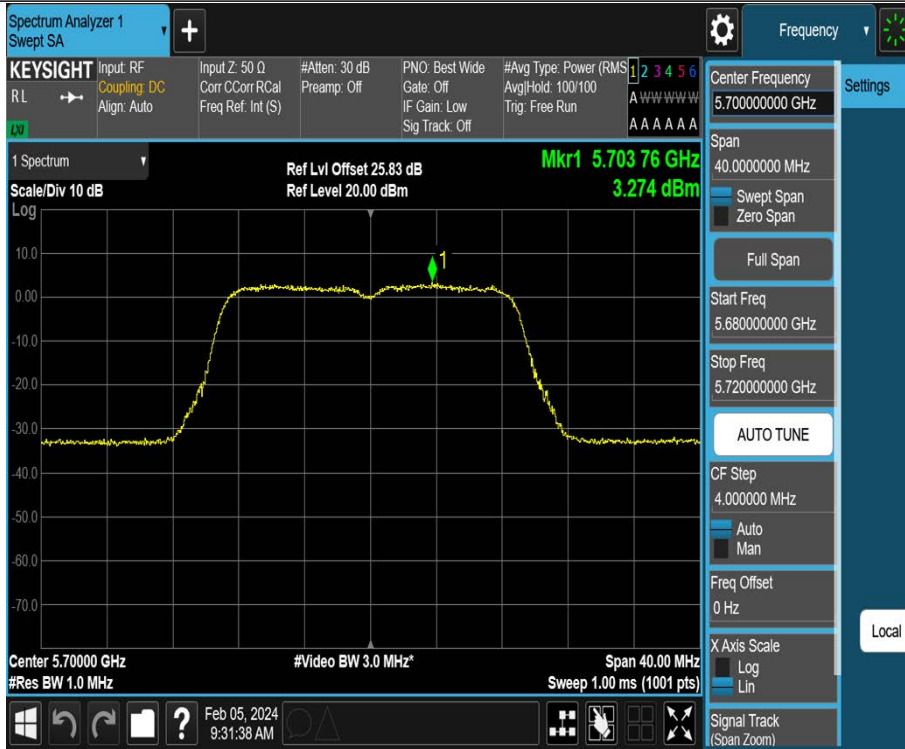 Spectrum Analyzer 1
Swept SA
Frequency
KEYSIGHT
R L
LXI
Input: RF
Coupling: DC
Align: Auto
Input Z: 50 Ω
Corr CCorr RCal
Freq Ref: Int (S)
#Atten: 30 dB
Preamp: Off
PNO: Best Wide
Gate: Off
IF Gain: Low
Sig Track: Off
#Avg Type: Power (RMS
Avg|Hold: 100/100
Trig: Free Run
1 2 3 4 5 6
A W W W W W
A A A A A A
1 Spectrum
Scale/Div 10 dB
Log
Ref Lvl Offset 25.83 dB
Ref Level 20.00 dBm
Mkr1 5.703 76 GHz
3.274 dBm
1
10.0
0.00
-10.0
-20.0
-30.0
-40.0
-50.0
-60.0
-70.0
Center 5.70000 GHz
#Res BW 1.0 MHz
#Video BW 3.0 MHz*
Span 40.00 MHz
Sweep 1.00 ms (1001 pts)
Feb 05, 2024
9:31:38 AM
?
Center Frequency
5.700000000 GHz
Span
40.0000000 MHz
Swept Span
Zero Span
Full Span
Start Freq
5.680000000 GHz
Stop Freq
5.720000000 GHz
AUTO TUNE
CF Step
4.000000 MHz
Auto
Man
Freq Offset
0 Hz
X Axis Scale
Log
Lin
Signal Track
(Span Zoom)
Settings
Local